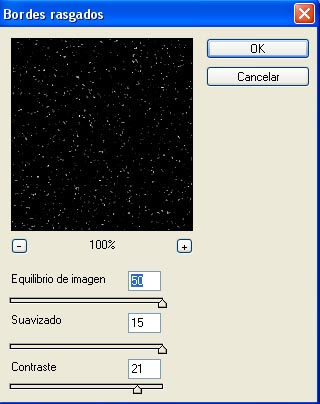 Bordes rasgados
OK
Cancelar
- 100% +
Equilibrio de imagen 50
Suavizado 15
Contraste 21